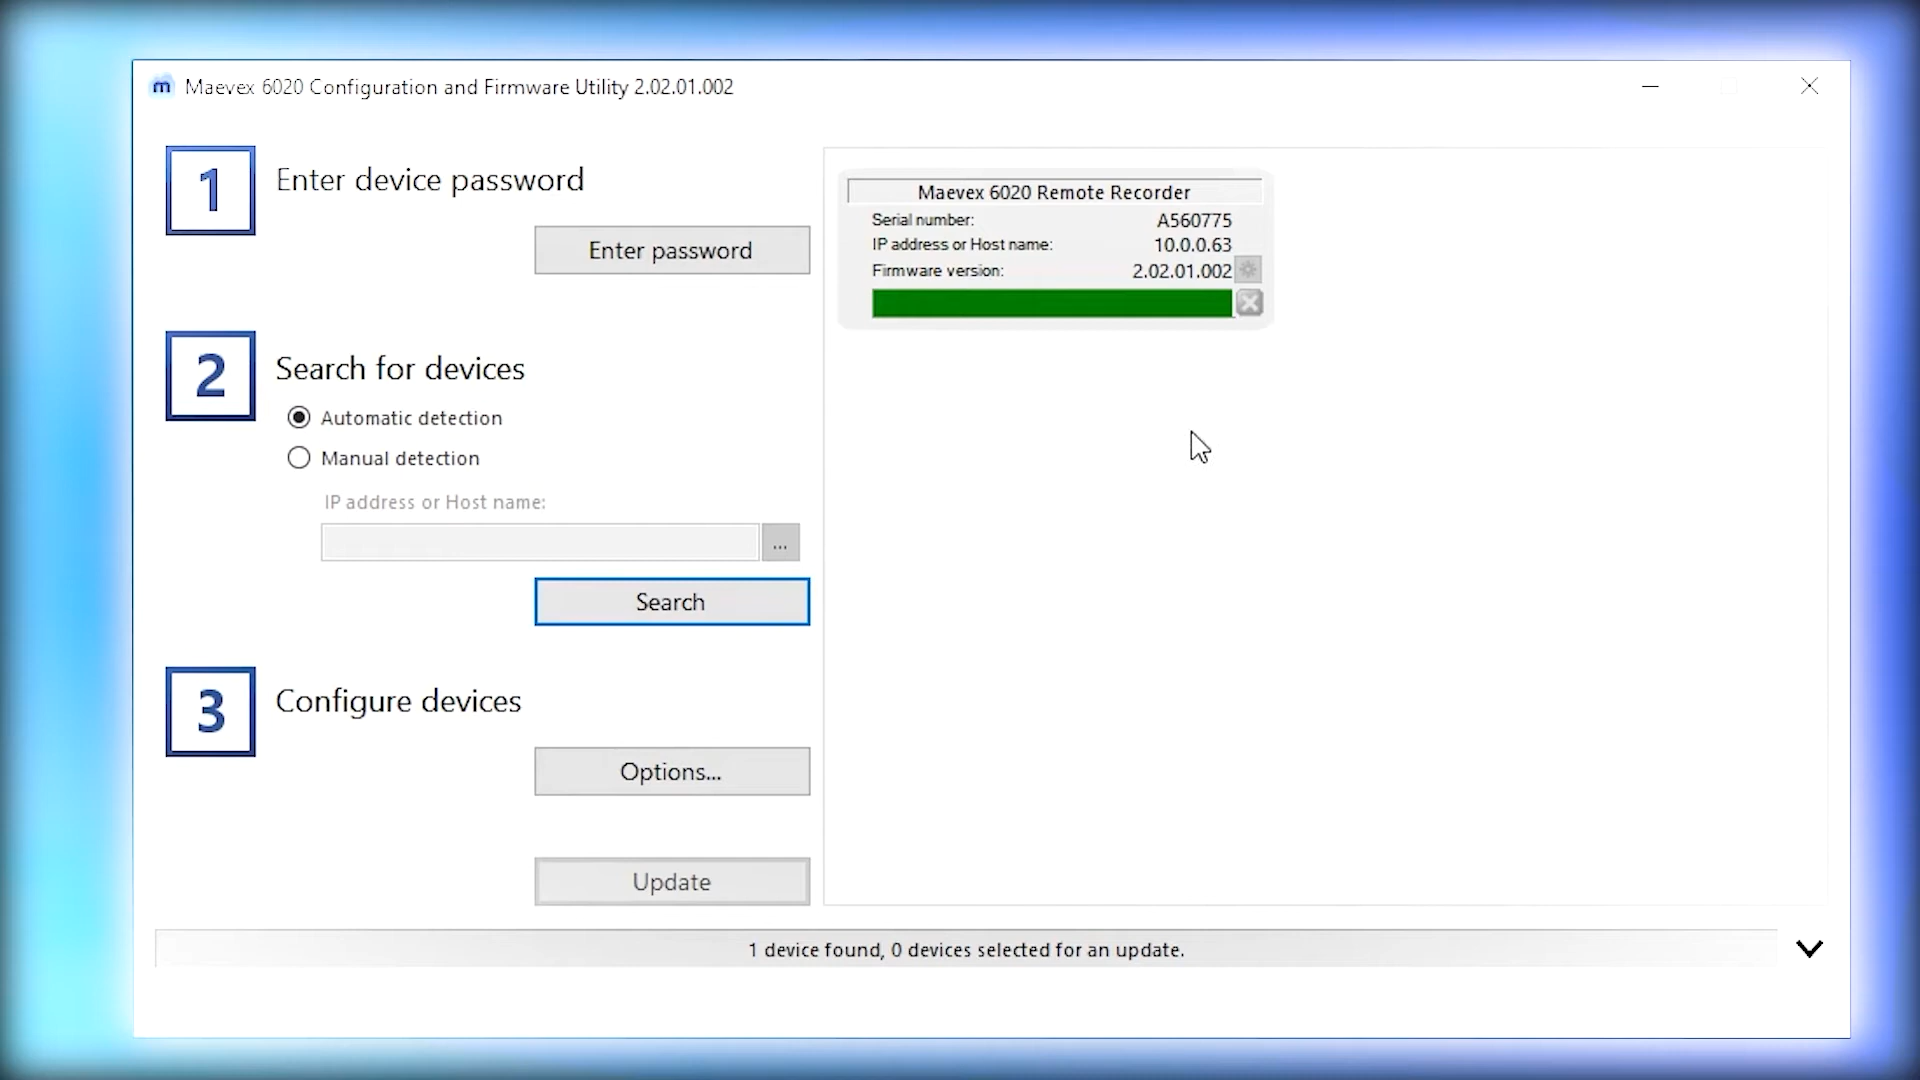 m Maevex 6020 Configuration and Firmware Utility 2.02.01.002
1 Enter device password
Enter password
2 Search for devices
Automatic detection
Manual detection
IP address or Host name:
...
Search
3 Configure devices
Options...
Update
Maevex 6020 Remote Recorder
Serial number: A560775
IP address or Host name: 10.0.0.63
Firmware version: 2.02.01.002
1 device found, 0 devices selected for an update.